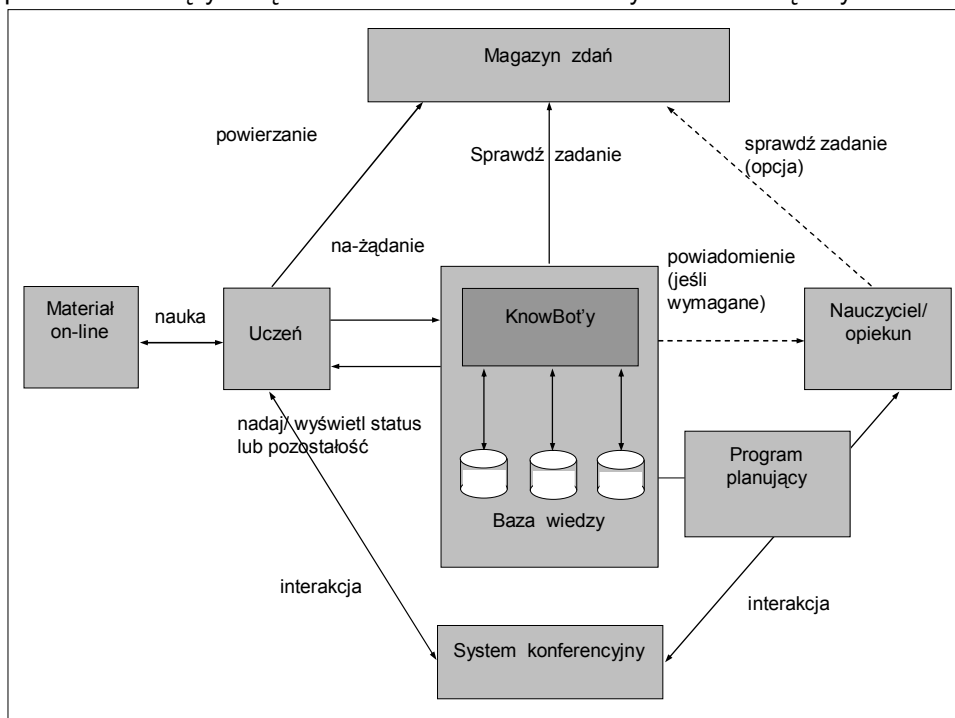 Magazyn zdań
powierzanie
Sprawdź zadanie
sprawdź zadanie
(opcja)
na-żądanie
powiadomienie
(jeśli
wymagane)
Materiał
on-line
nauka
Uczeń
KnowBot'y
Nauczyciel/
opiekun
nadaj/ wyświetl status
lub pozostałość
Program
planujący
Baza wiedzy
interakcja
interakcja
System konferencyjny